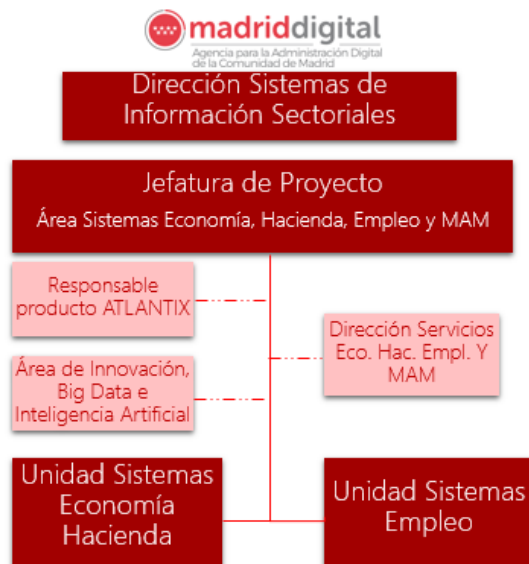 madriddigital
Agencia para la Administración Digital
de la Comunidad de Madrid
Dirección Sistemas de
Información Sectoriales
Jefatura de Proyecto
Área Sistemas Economía, Hacienda, Empleo y MAM
Responsable
producto ATLANTIX
Dirección Servicios
Eco. Hac. Empl. Y
MAM
Área de Innovación,
Big Data e
Inteligencia Artificial
Unidad Sistemas
Economía
Hacienda
Unidad Sistemas
Empleo